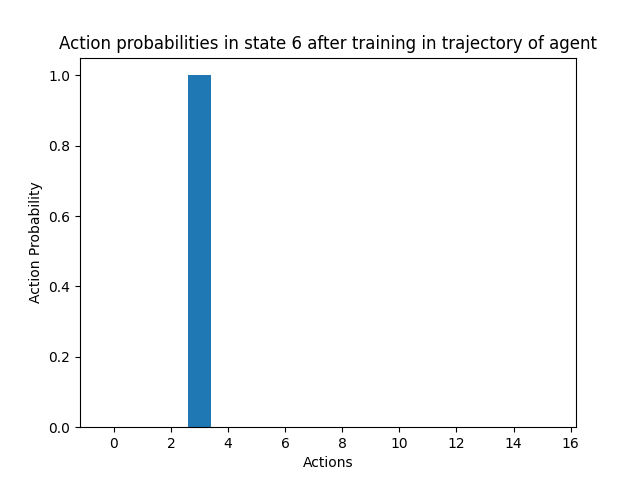 Action probabilities in state 6 after training in trajectory of agent
1.0
0.8
0.6
0.4
0.2
0.0
Action Probability
0 2 4 6 8 10 12 14 16
Actions